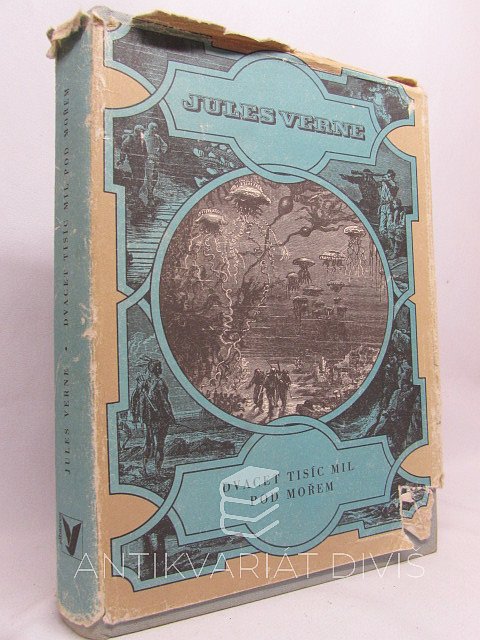 JULES VERNE
DVACET TISÍC MIL
POD MOŘEM
JULES VERNE • DVACET TISÍC MIL POD MOŘEM
ANTIKVARIÁT DIVIŠ